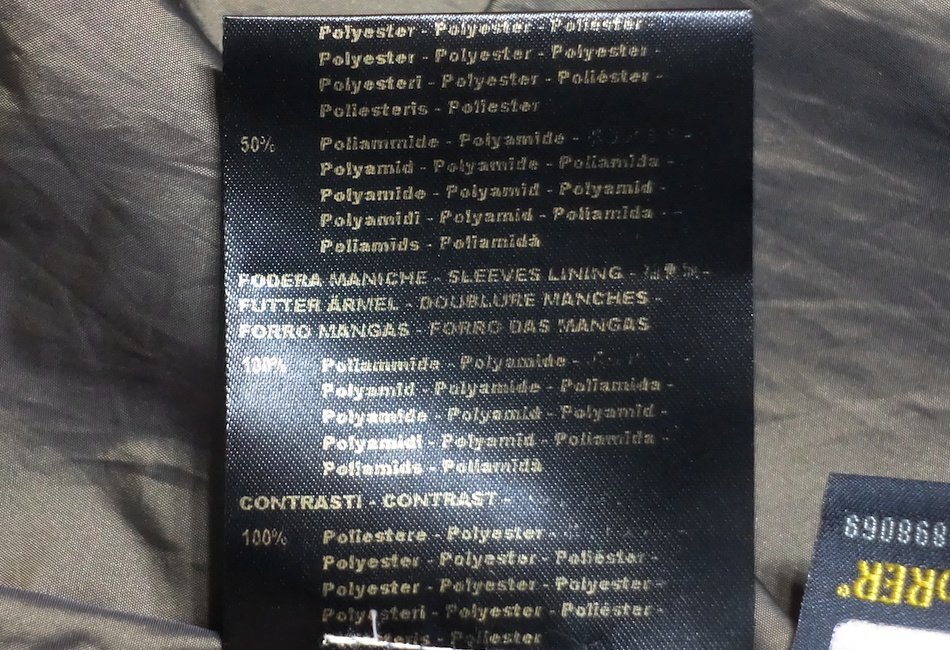 Polyester - Polyester - Poliester -
Polyester - Polyester - Polyester -
Polyesteri - Polyester - Poliéster -
Poliesteris - Poliester
50% Poliammide - Polyamide -
Polyamid - Polyamide - Poliamida -
Polyamide - Polyamid - Polyamid -
Polyamidi - Polyamid - Poliamida -
Poliamids - Poliamidă
FODERA MANICHE - SLEEVES LINING -
FUTTER ÄRMEL - DOUBLURE MANCHES -
FORRO MANGAS - FORRO DAS MANGAS
100% Poliammide - Polyamide -
Polyamid - Polyamide - Poliamida -
Polyamide - Polyamid - Polyamid -
Polyamidi - Polyamid - Poliamida -
Poliamids - Poliamidă
CONTRASTI - CONTRAST -
100% Poliestere - Polyester -
Polyester - Polyester - Poliéster -
Polyester - Polyester - Polyester -
Polyesteri - Polyester - Poliéster -
Poliester